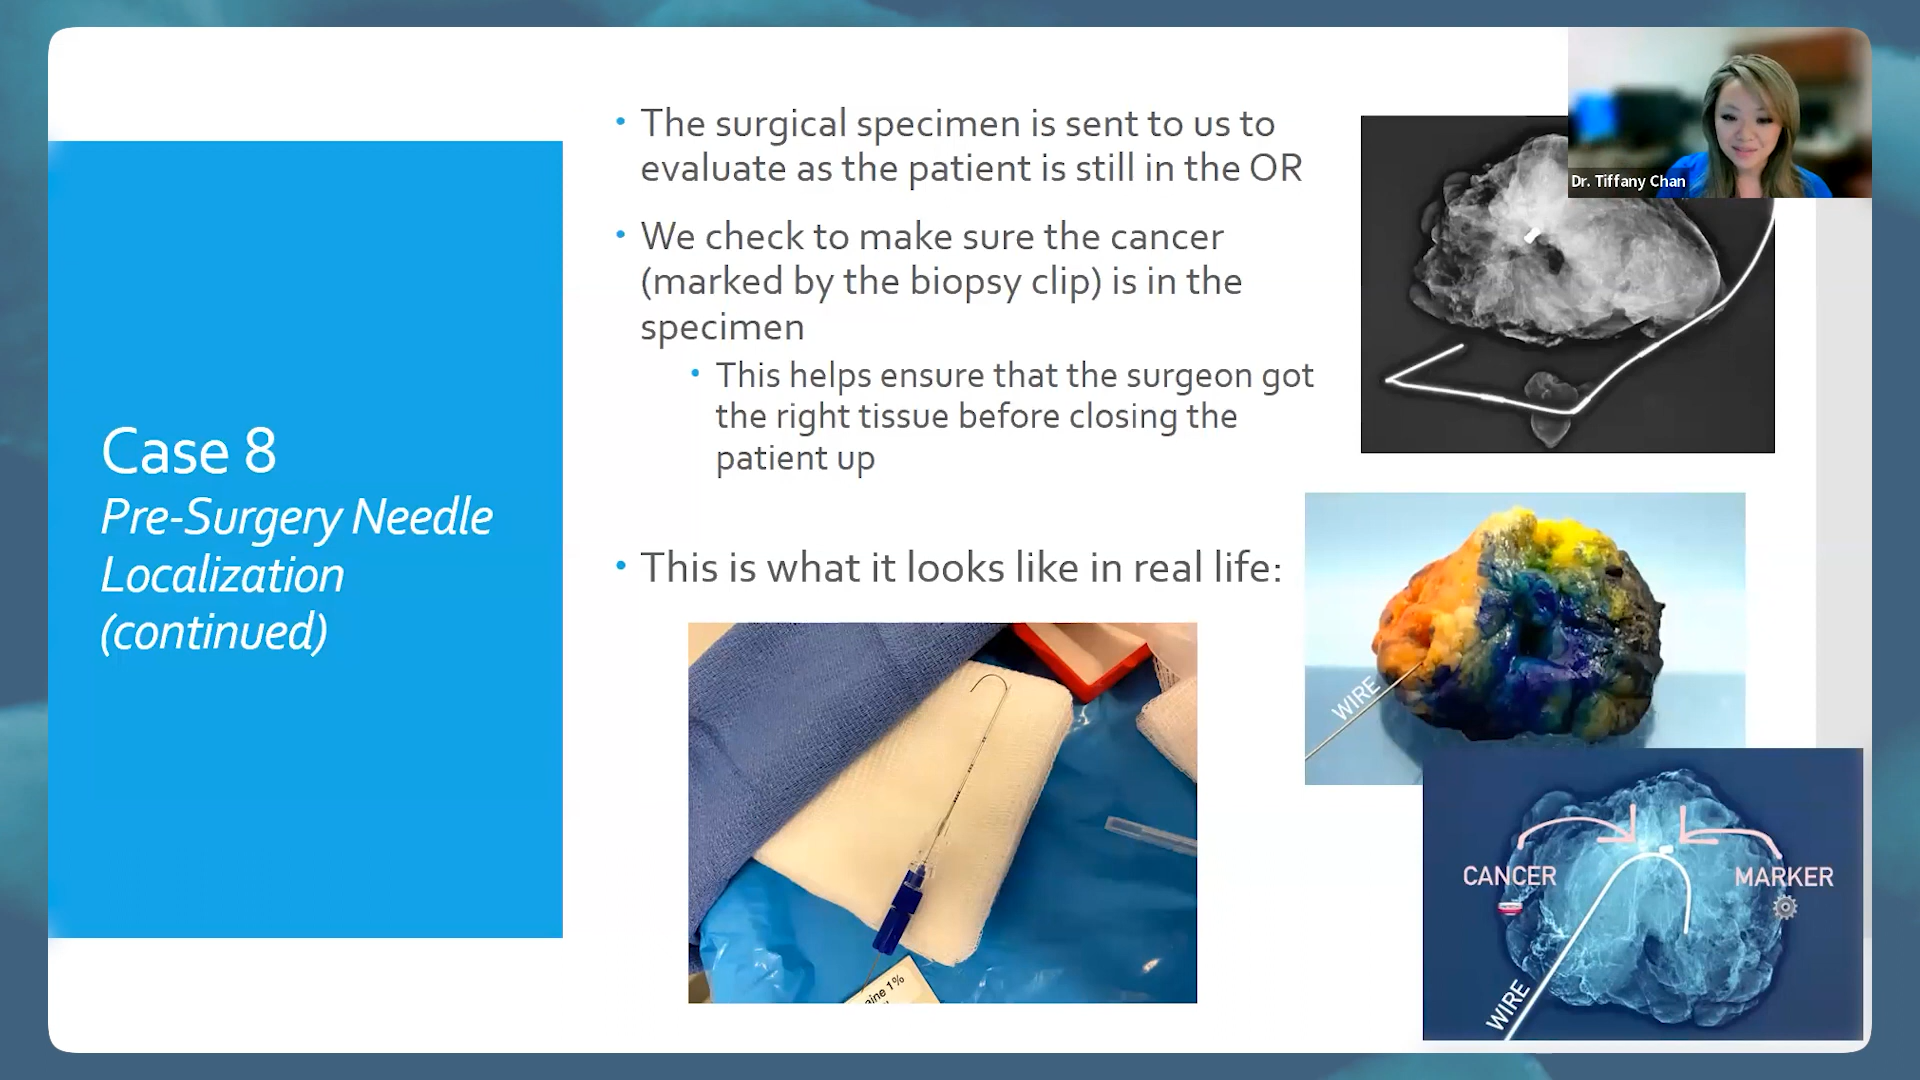 Case 8
Pre-Surgery Needle
Localization
(continued)
• The surgical specimen is sent to us to
evaluate as the patient is still in the OR
• We check to make sure the cancer
(marked by the biopsy clip) is in the
specimen
• This helps ensure that the surgeon got
the right tissue before closing the
patient up
• This is what it looks like in real life:
Dr. Tiffany Chan
WIRE
CANCER
MARKER
WIRE
aine 1%